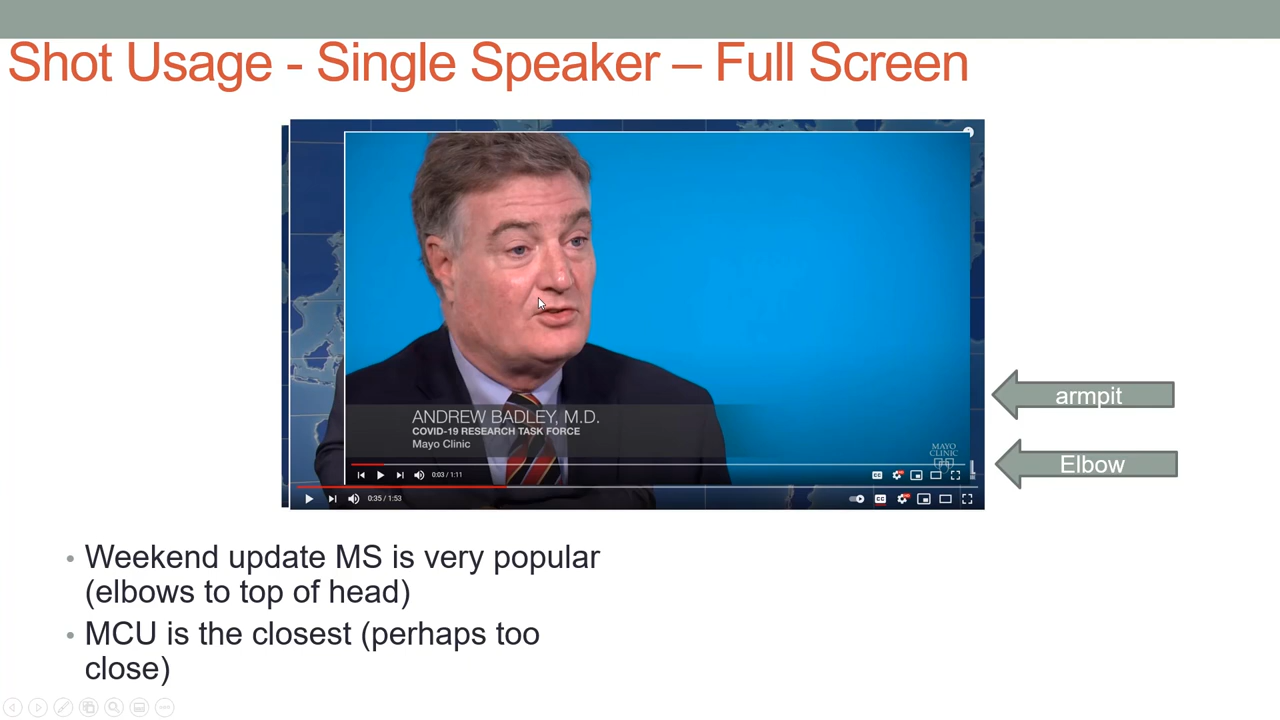 Shot Usage - Single Speaker – Full Screen
ANDREW BADLEY, M.D.
COVID-19 RESEARCH TASK FORCE
Mayo Clinic
MAYO
CLINIC
0:03 / 1:11
CC
0:35 / 1:53
CC
armpit
Elbow
• Weekend update MS is very popular
(elbows to top of head)
• MCU is the closest (perhaps too
close)